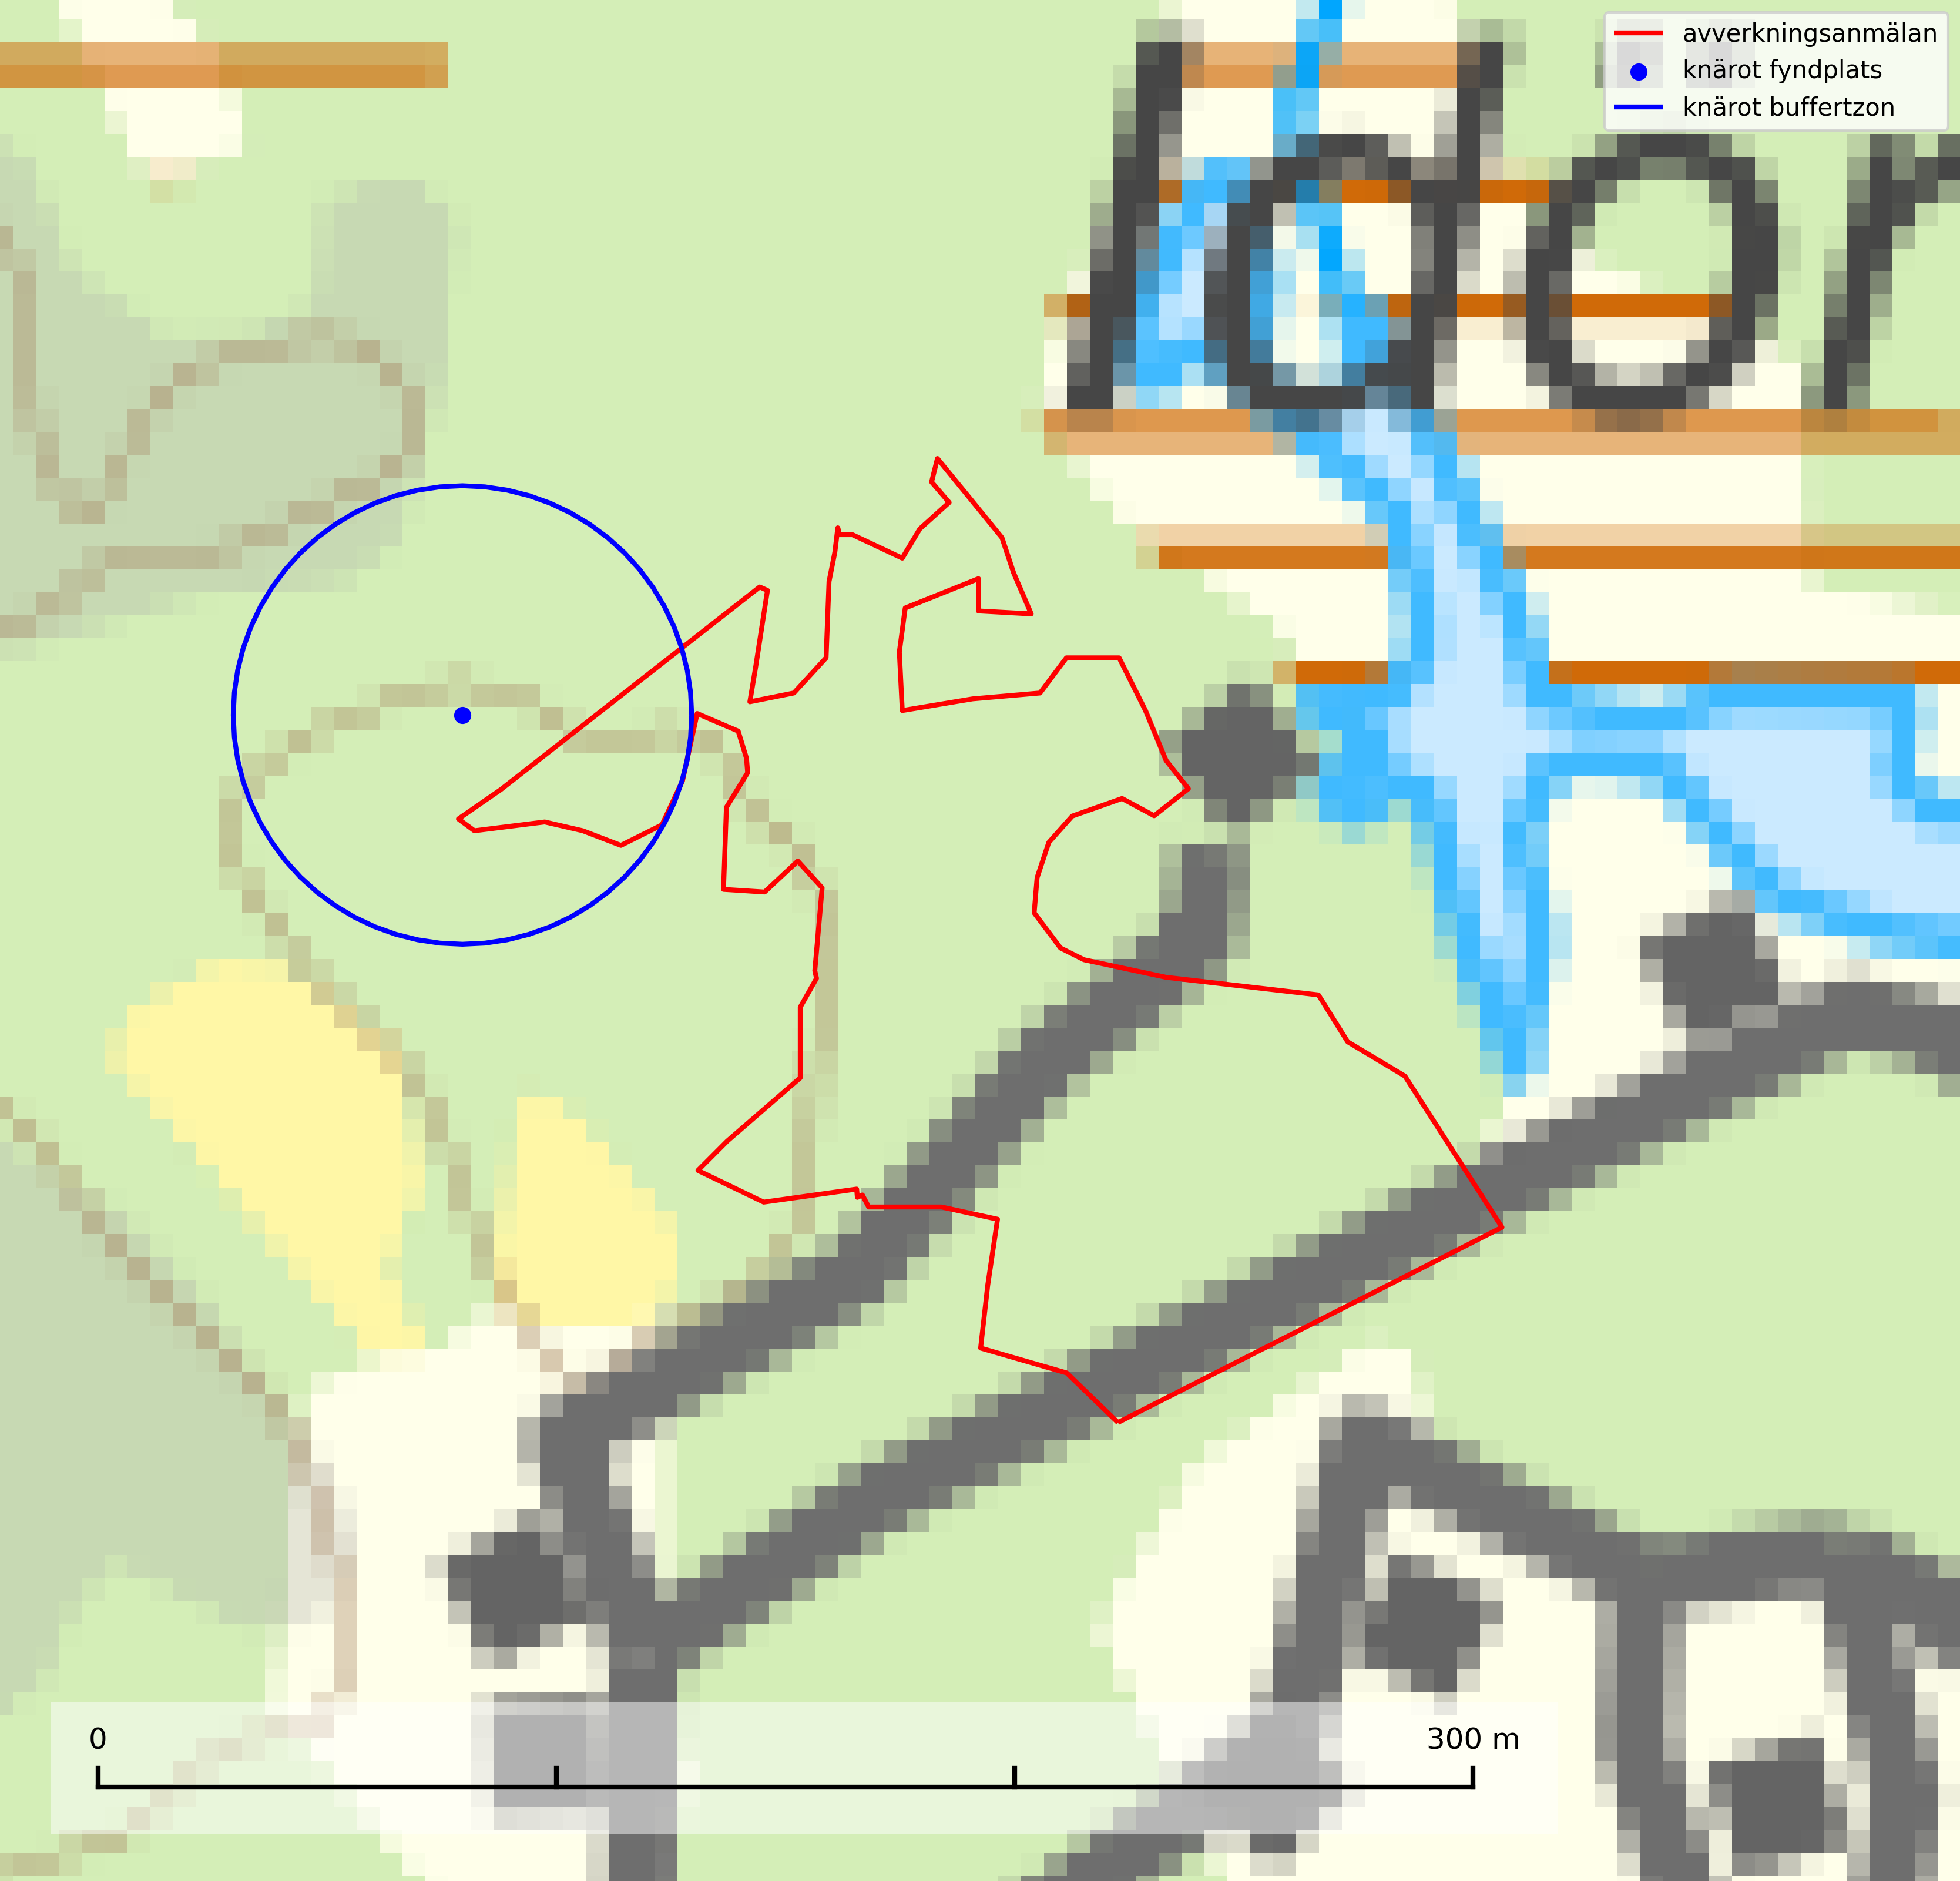 avverkningsanmälan
knärot fyndplats
knärot buffertzon
0 300 m